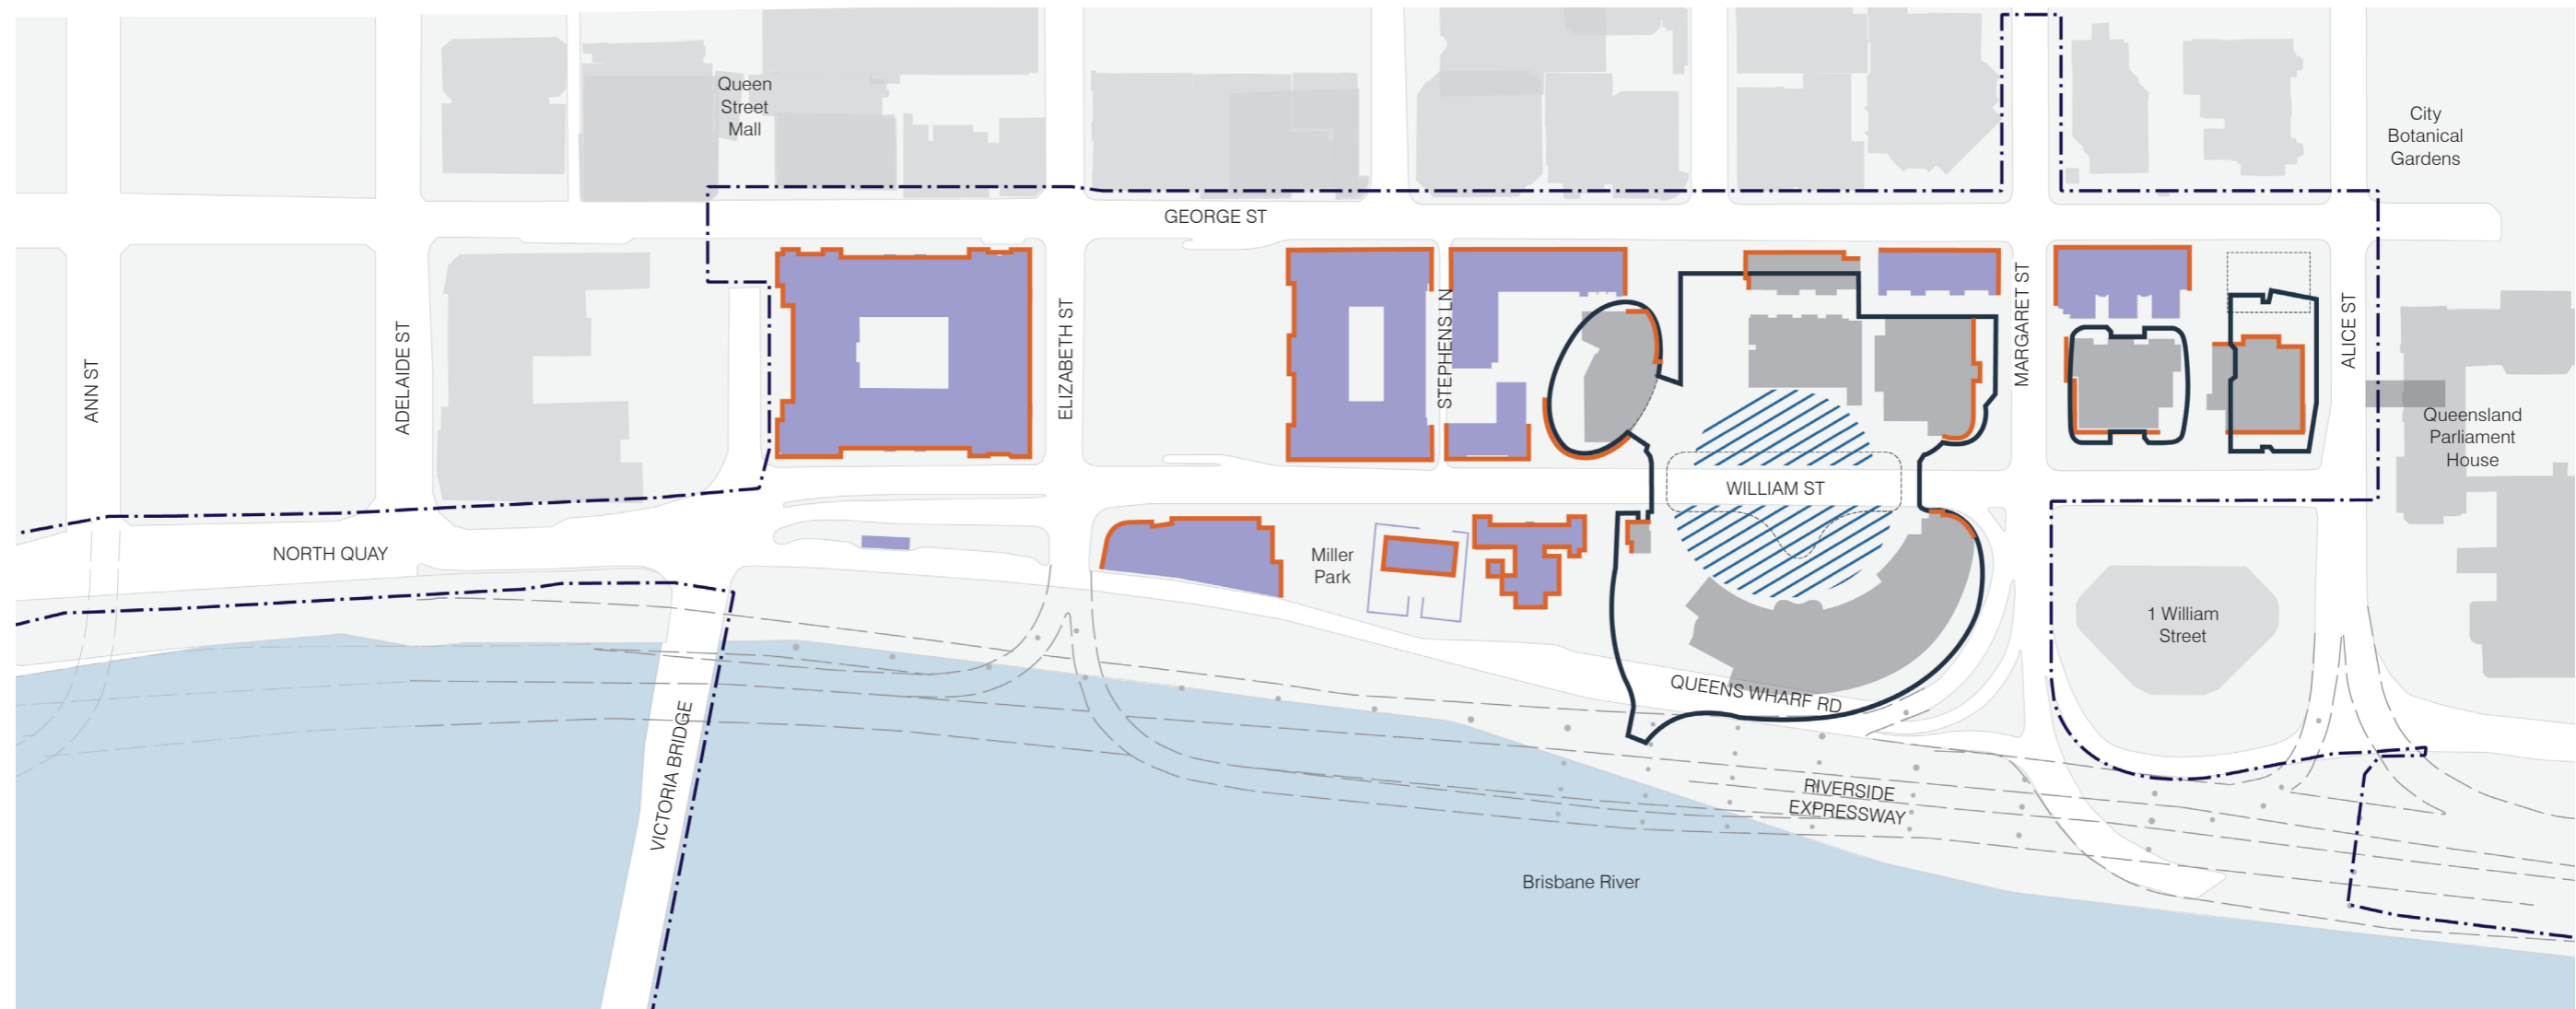 Queen
Street
Mall
City
Botanical
Gardens
GEORGE ST
ANN ST
ADELAIDE ST
ELIZABETH ST
STEPHENS LN
MARGARET ST
ALICE ST
Queensland
Parliament
House
WILLIAM ST
NORTH QUAY
Miller
Park
1 William
Street
QUEENS WHARF RD
VICTORIA BRIDGE
RIVERSIDE
EXPRESSWAY
Brisbane River